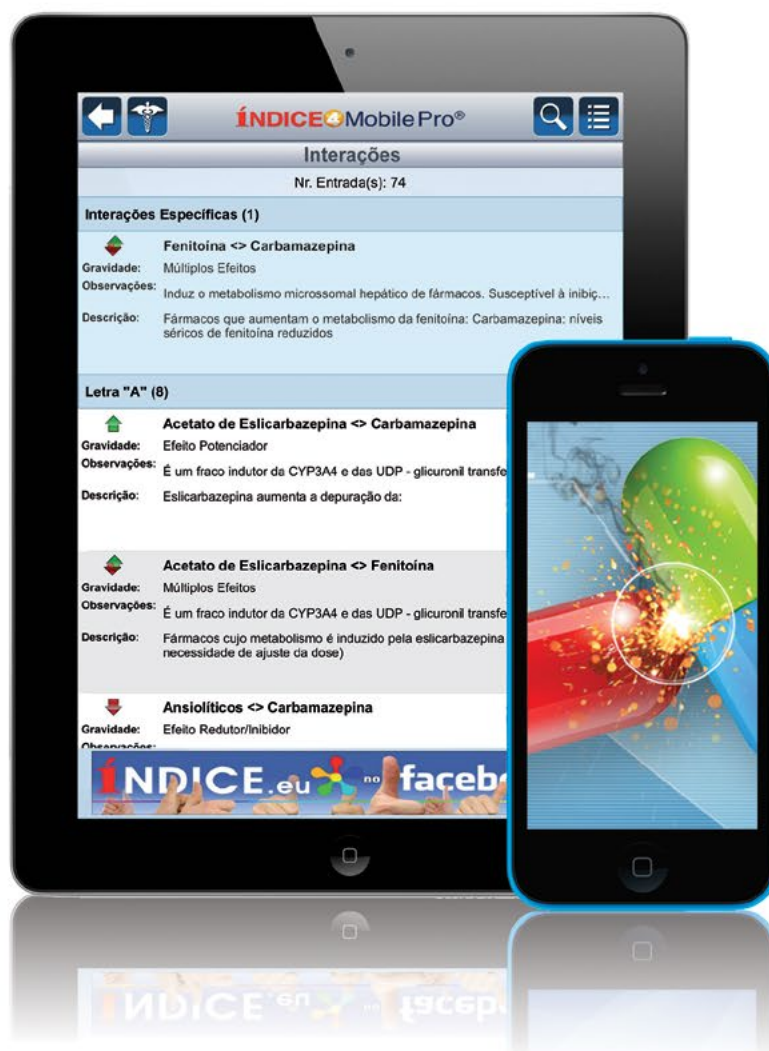 ÍNDICE4MobilePro®
Interações
Nr. Entrada(s): 74
Interações Específicas (1)
Fenitoína <> Carbamazepina
Gravidade: Múltiplos Efeitos
Observações: Induz o metabolismo microssomal hepático de fármacos. Susceptível à inibiç...
Descrição: Fármacos que aumentam o metabolismo da fenitoína: Carbamazepina: níveis
séricos de fenitoína reduzidos
Letra "A" (8)
Acetato de Eslicarbazepina <> Carbamazepina
Gravidade: Efeito Potenciador
Observações: É um fraco indutor da CYP3A4 e das UDP - glicuronil transfe
Descrição: Eslicarbazepina aumenta a depuração da:
Acetato de Eslicarbazepina <> Fenitoína
Gravidade: Múltiplos Efeitos
Observações: É um fraco indutor da CYP3A4 e das UDP - glicuronil transfe
Descrição: Fármacos cujo metabolismo é induzido pela eslicarbazepina
necessidade de ajuste da dose)
Ansiolíticos <> Carbamazepina
Gravidade: Efeito Redutor/Inibidor
Observações:
ÍNDICE.eu no faceb